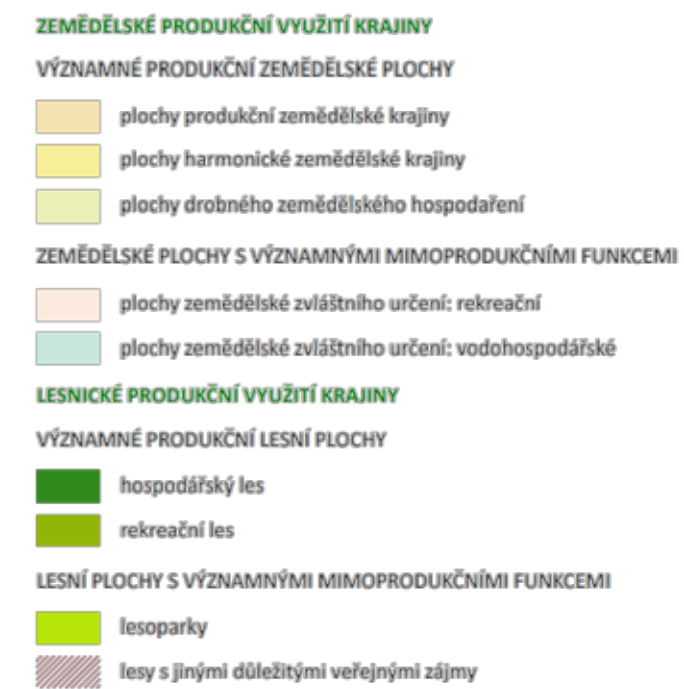 ZEMĚDĚLSKÉ PRODUKČNÍ VYUŽITÍ KRAJINY
VÝZNAMNÉ PRODUKČNÍ ZEMĚDĚLSKÉ PLOCHY
plochy produkční zemědělské krajiny
plochy harmonické zemědělské krajiny
plochy drobného zemědělského hospodaření
ZEMĚDĚLSKÉ PLOCHY S VÝZNAMNÝMI MIMOPRODUKČNÍMI FUNKCEMI
plochy zemědělské zvláštního určení: rekreační
plochy zemědělské zvláštního určení: vodohospodářské
LESNICKÉ PRODUKČNÍ VYUŽITÍ KRAJINY
VÝZNAMNÉ PRODUKČNÍ LESNÍ PLOCHY
hospodářský les
rekreační les
LESNÍ PLOCHY S VÝZNAMNÝMI MIMOPRODUKČNÍMI FUNKCEMI
lesoparky
lesy s jinými důležitými veřejnými zájmy